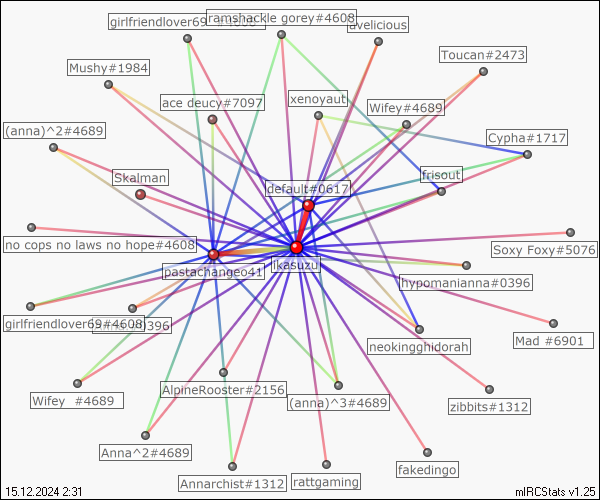 girlfriendlover69
ramshackle gorey#4608
avelicious
Toucan#2473
Mushy#1984
ace deucy#7097
xenoyaut
Wifey#4689
(anna)^2#4689
Cypha#1717
Skalman
frisout
default#0617
no cops no laws no hope#4608
Soxy Foxy#5076
pastachangeo41
ikasuzu
hypomanianna#0396
girlfriendlover69#4608
#0396
neokingghidorah
Mad #6901
Wifey #4689
AlpineRooster#2156
(anna)^3#4689
zibbits#1312
Anna^2#4689
Annarchist#1312
rattgaming
fakedingo
15.12.2024 2:31
mIRCStats v1.25